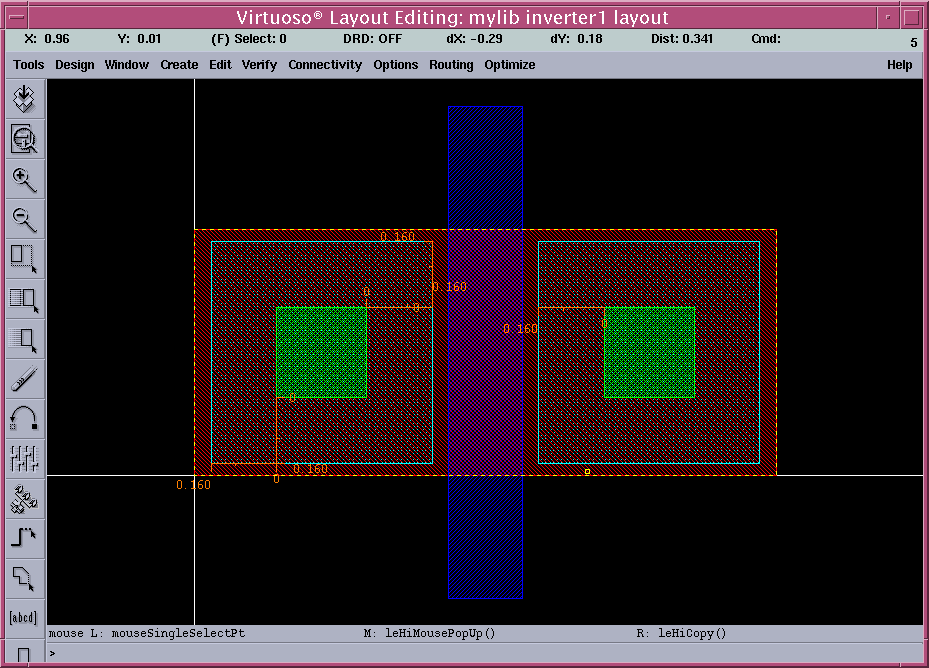 Virtuoso® Layout Editing: mylib inverter1 layout
X: 0.96 Y: 0.01 (F) Select: 0 DRD: OFF dX: -0.29 dY: 0.18 Dist: 0.341 Cmd: 5
Tools Design Window Create Edit Verify Connectivity Options Routing Optimize Help
0.160
0.160
0
0
0.160
0
0
0.160
0
0.160
[abcd]
mouse L: mouseSingleSelectPt M: leHiMousePopUp() R: leHiCopy()
>